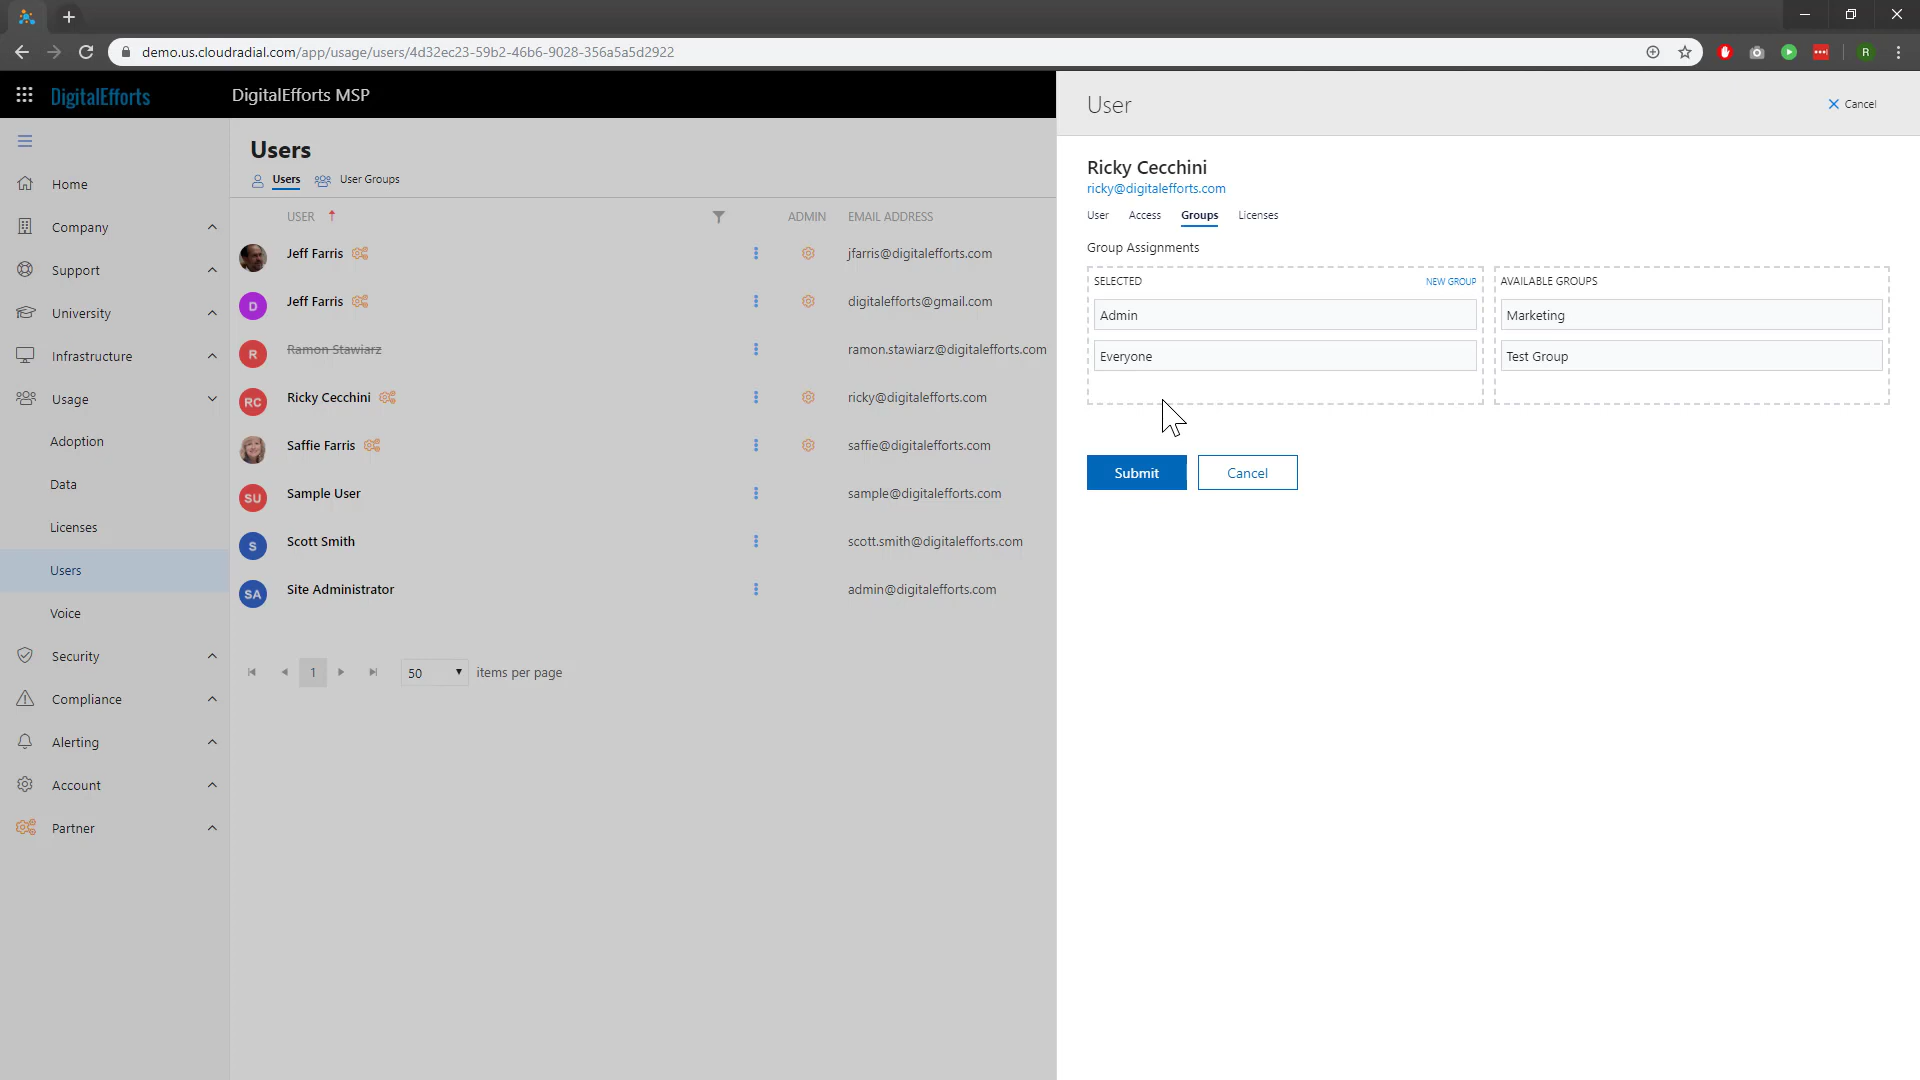 demo.us.cloudradial.com/app/usage/users/4d32ec23-59b2-46b6-9028-356a5a5d2922
R
DigitalEfforts
DigitalEfforts MSP
Home
Company
Support
University
Infrastructure
Usage
Adoption
Data
Licenses
Users
Voice
Security
Compliance
Alerting
Account
Partner
Users
Users
User Groups
USER ADMIN EMAIL ADDRESS
Jeff Farris jfarris@digitalefforts.com
D Jeff Farris digitalefforts@gmail.com
R Ramon Stawiarz ramon.stawiarz@digitalefforts.com
RC Ricky Cecchini ricky@digitalefforts.com
Saffie Farris saffie@digitalefforts.com
SU Sample User sample@digitalefforts.com
S Scott Smith scott.smith@digitalefforts.com
SA Site Administrator admin@digitalefforts.com
1 50 items per page
User
Cancel
Ricky Cecchini
ricky@digitalefforts.com
User Access Groups Licenses
Group Assignments
SELECTED NEW GROUP
Admin
Everyone
AVAILABLE GROUPS
Marketing
Test Group
Submit Cancel